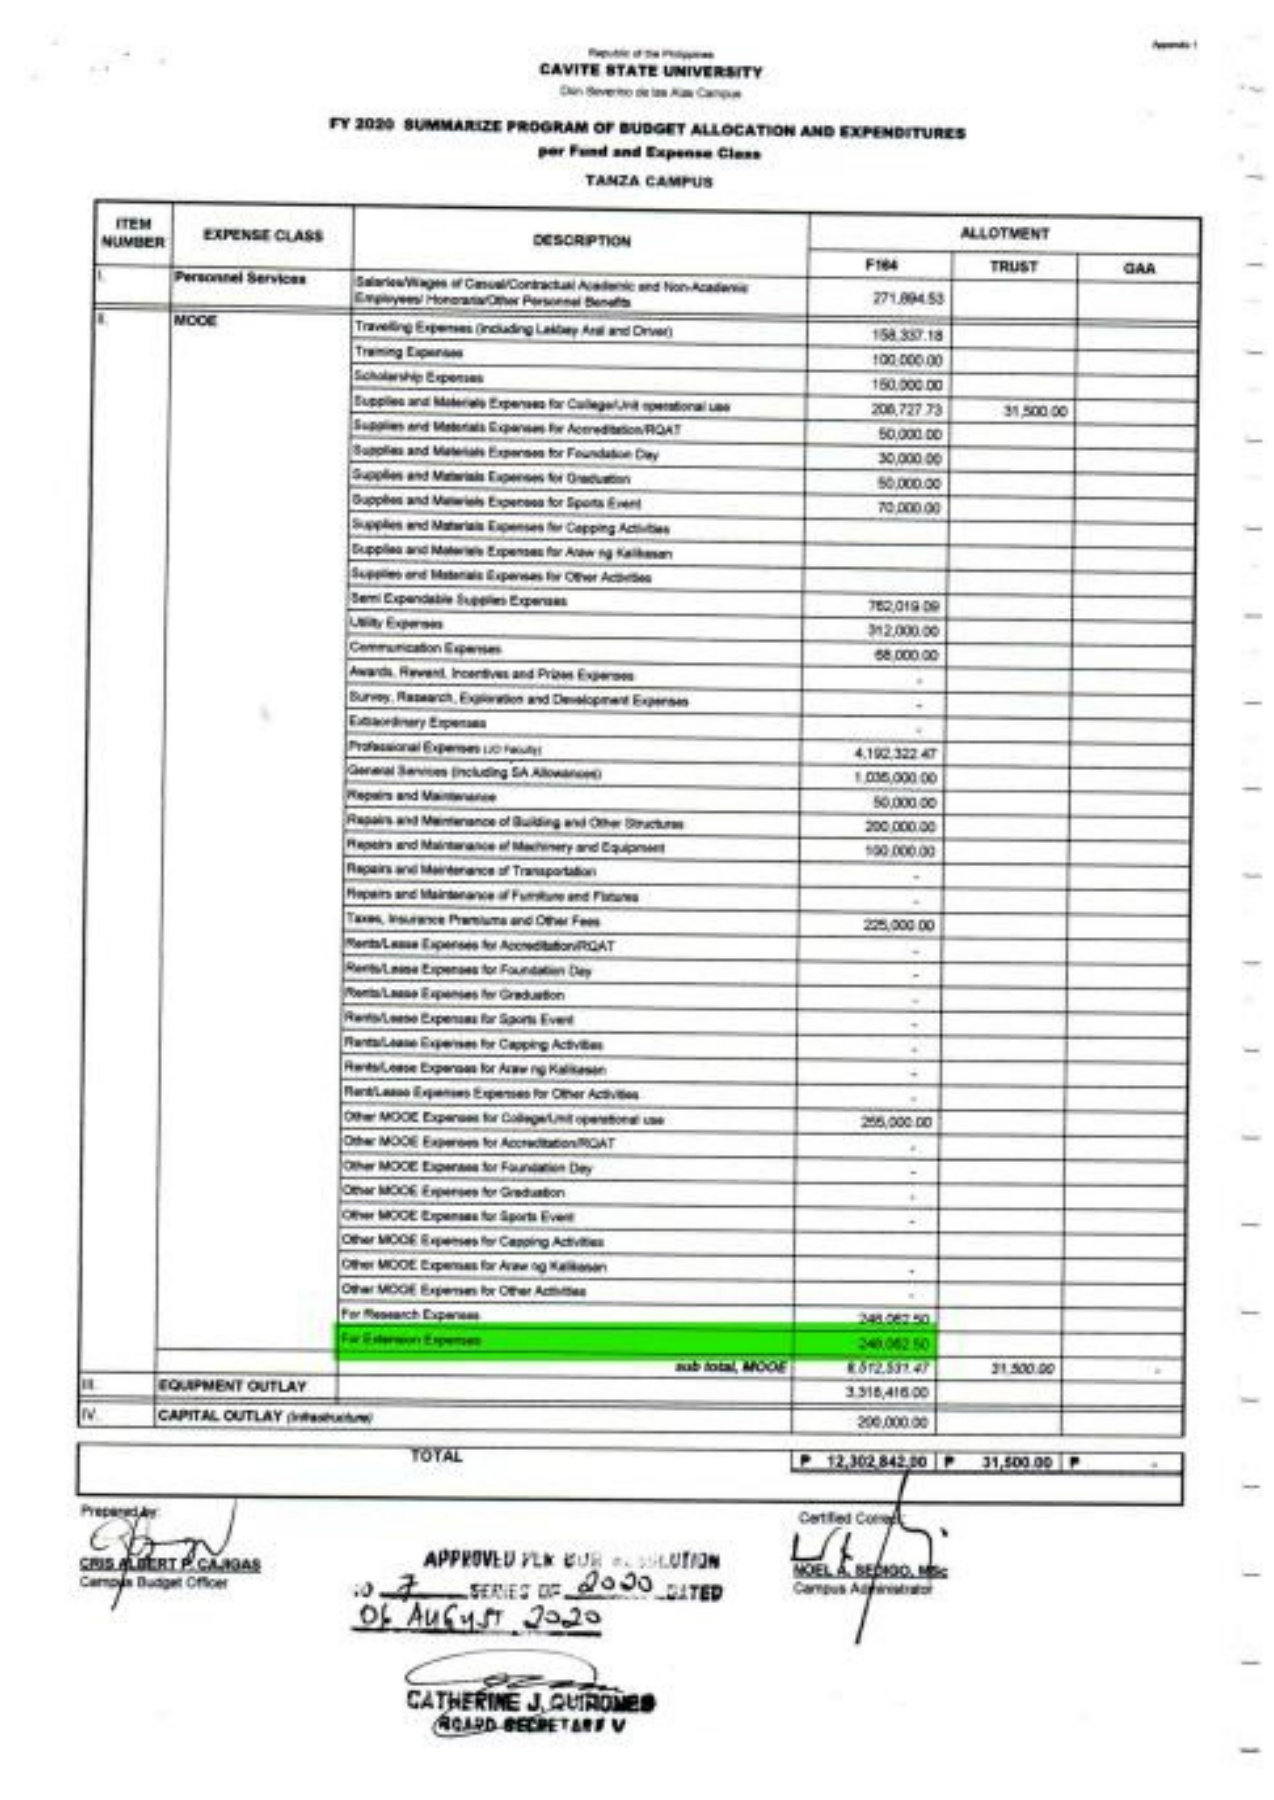 Appendix 1
Republic of the Philippines
CAVITE STATE UNIVERSITY
Don Severino de las Alas Campus
FY 2020 SUMMARIZE PROGRAM OF BUDGET ALLOCATION AND EXPENDITURES
per Fund and Expense Class
TANZA CAMPUS
ITEM NUMBER EXPENSE CLASS DESCRIPTION ALLOTMENT
F164 TRUST GAA
I. Personnel Services Salaries/Wages of Casual/Contractual Academic and Non-Academic
Employees/ Honoraria/Other Personnel Benefits 271,894.53
II. MOOE Travelling Expenses (including Lakbay Aral and Driver) 158,337.18
Training Expenses 100,000.00
Scholarship Expenses 150,000.00
Supplies and Materials Expenses for College/Unit operational use 206,727.73 31,500.00
Supplies and Materials Expenses for Accreditation/RQAT 50,000.00
Supplies and Materials Expenses for Foundation Day 30,000.00
Supplies and Materials Expenses for Graduation 50,000.00
Supplies and Materials Expenses for Sports Event 70,000.00
Supplies and Materials Expenses for Capping Activities
Supplies and Materials Expenses for Araw ng Kalikasan
Supplies and Materials Expenses for Other Activities
Semi Expendable Supplies Expenses 762,019.09
Utility Expenses 312,000.00
Communication Expenses 68,000.00
Awards, Reward, Incentives and Prizes Expenses -
Survey, Research, Exploration and Development Expenses -
Extraordinary Expenses -
Professional Expenses (JO Faculty) 4,192,322.47
General Services (including SA Allowances) 1,035,000.00
Repairs and Maintenance 50,000.00
Repairs and Maintenance of Building and Other Structures 200,000.00
Repairs and Maintenance of Machinery and Equipment 100,000.00
Repairs and Maintenance of Transportation -
Repairs and Maintenance of Furniture and Fixtures -
Taxes, Insurance Premiums and Other Fees 225,000.00
Rents/Lease Expenses for Accreditation/RQAT -
Rents/Lease Expenses for Foundation Day -
Rents/Lease Expenses for Graduation -
Rents/Lease Expenses for Sports Event -
Rents/Lease Expenses for Capping Activities -
Rents/Lease Expenses for Araw ng Kalikasan -
Rent/Lease Expenses Expenses for Other Activities -
Other MOOE Expenses for College/Unit operational use 255,000.00
Other MOOE Expenses for Accreditation/RQAT -
Other MOOE Expenses for Foundation Day -
Other MOOE Expenses for Graduation -
Other MOOE Expenses for Sports Event -
Other MOOE Expenses for Capping Activities
Other MOOE Expenses for Araw ng Kalikasan -
Other MOOE Expenses for Other Activities -
For Research Expenses 248,062.50
For Extension Expenses 248,062.50
sub total, MOOE 8,512,531.47 31,500.00 -
III. EQUIPMENT OUTLAY 3,318,416.00
IV. CAPITAL OUTLAY (Infrastructure) 200,000.00
TOTAL ₱ 12,302,842.00 ₱ 31,500.00 ₱ -
Prepared by:
CRIS ALBERT P. CAJIGAS
Campus Budget Officer
Certified Correct:
NOEL A. SEDIGO, MSc
Campus Administrator
APPROVED PER BOR RESOLUTION
NO 7 SERIES OF 2020 DATED
06 AUGUST 2020
CATHERINE J. QUIRONES
BOARD SECRETARY V